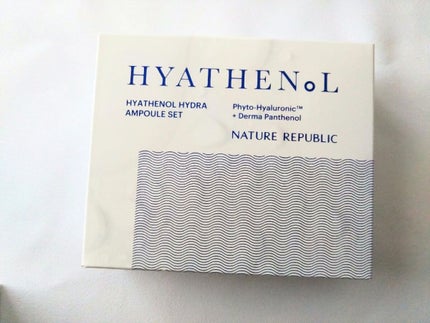 HYATHENoL
HYATHENOL HYDRA
AMPOULE SET
Phyto-Hyaluronic™
+ Derma Panthenol
NATURE REPUBLIC